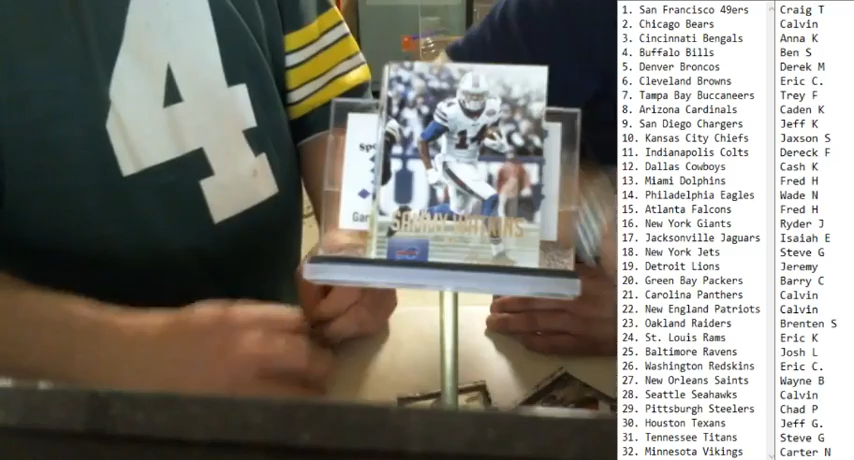 4
Sp
Gar
14
SAMMY WATKINS
1. San Francisco 49ers Craig T
2. Chicago Bears Calvin
3. Cincinnati Bengals Anna K
4. Buffalo Bills Ben S
5. Denver Broncos Derek M
6. Cleveland Browns Eric C.
7. Tampa Bay Buccaneers Trey F
8. Arizona Cardinals Caden K
9. San Diego Chargers Jeff K
10. Kansas City Chiefs Jaxson S
11. Indianapolis Colts Dereck F
12. Dallas Cowboys Cash K
13. Miami Dolphins Fred H
14. Philadelphia Eagles Wade N
15. Atlanta Falcons Fred H
16. New York Giants Ryder J
17. Jacksonville Jaguars Isaiah E
18. New York Jets Steve G
19. Detroit Lions Jeremy
20. Green Bay Packers Barry C
21. Carolina Panthers Calvin
22. New England Patriots Calvin
23. Oakland Raiders Brenten S
24. St. Louis Rams Eric K
25. Baltimore Ravens Josh L
26. Washington Redskins Eric C.
27. New Orleans Saints Wayne B
28. Seattle Seahawks Calvin
29. Pittsburgh Steelers Chad P
30. Houston Texans Jeff G.
31. Tennessee Titans Steve G
32. Minnesota Vikings Carter N